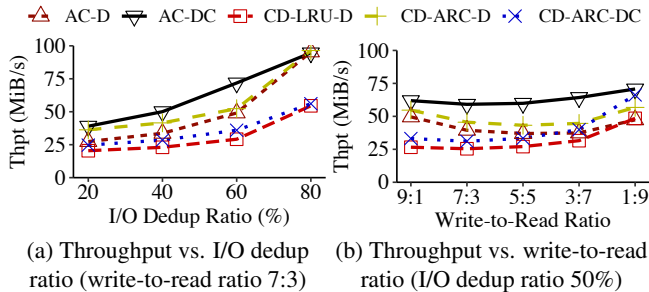 AC-D AC-DC CD-LRU-D CD-ARC-D CD-ARC-DC
Thpt (MiB/s)
100
75
50
25
0
20 40 60 80
I/O Dedup Ratio (%)
(a) Throughput vs. I/O dedup
ratio (write-to-read ratio 7:3)
Thpt (MiB/s)
100
75
50
25
0
9:1 7:3 5:5 3:7 1:9
Write-to-Read Ratio
(b) Throughput vs. write-to-read
ratio (I/O dedup ratio 50%)